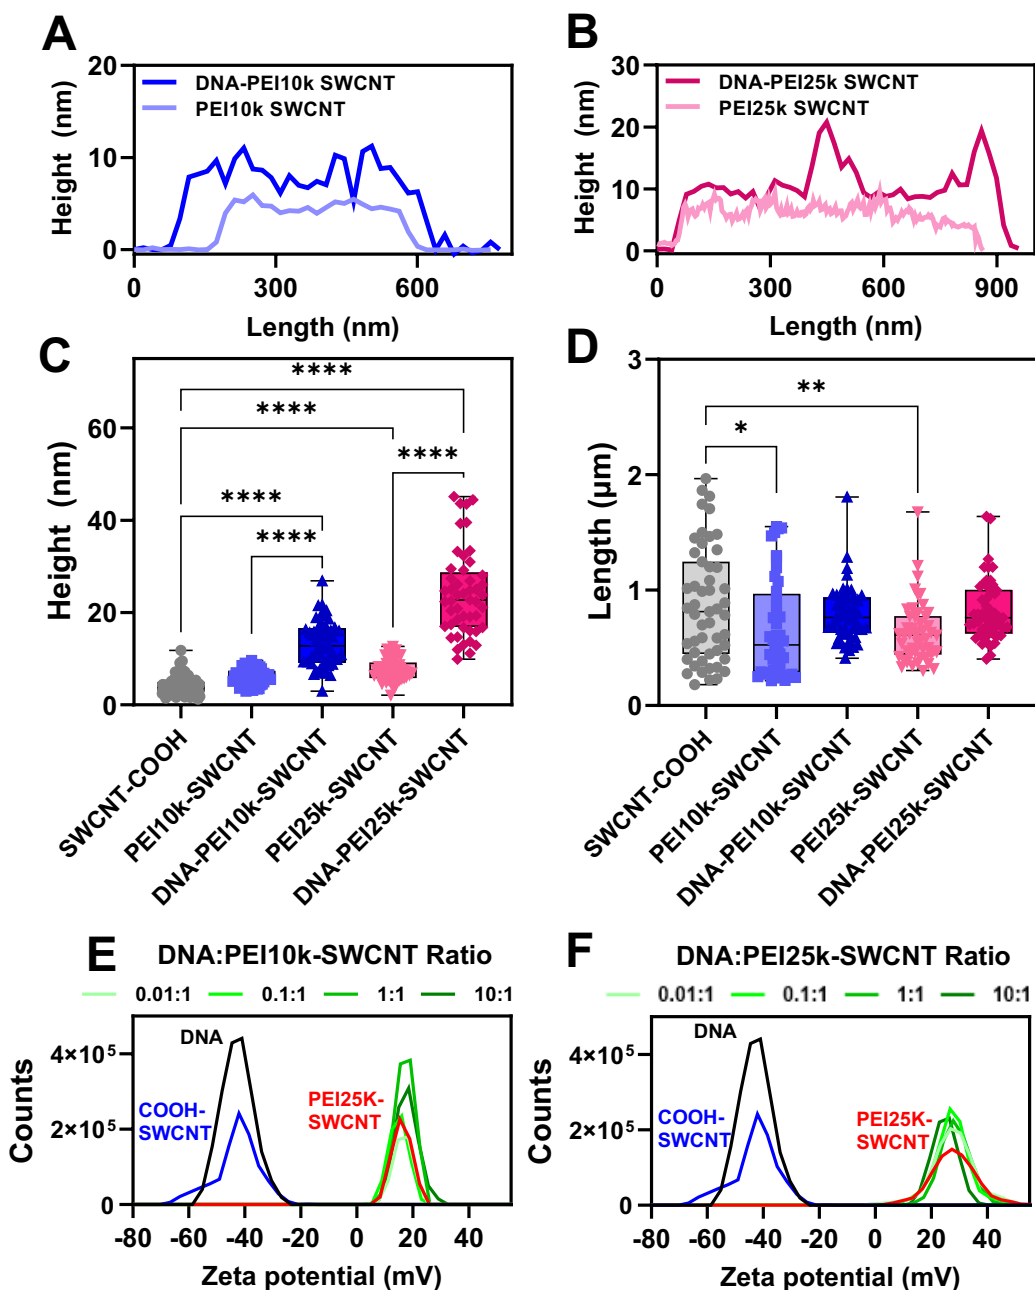 A
20
10
0
Height (nm)
DNA-PEI10k SWCNT
PEI10k SWCNT
0 300 600
Length (nm)
B
30
20
10
0
Height (nm)
DNA-PEI25k SWCNT
PEI25k SWCNT
0 300 600 900
Length (nm)
C
60
40
20
0
Height (nm)
****
****
****
****
****
SWCNT-COOH
PEI10k-SWCNT
DNA-PEI10k-SWCNT
PEI25k-SWCNT
DNA-PEI25k-SWCNT
D
3
2
1
0
Length (μm)
**
*
SWCNT-COOH
PEI10k-SWCNT
DNA-PEI10k-SWCNT
PEI25k-SWCNT
DNA-PEI25k-SWCNT
E
DNA:PEI10k-SWCNT Ratio
0.01:1 0.1:1 1:1 10:1
4×10⁵
2×10⁵
0
Counts
DNA
COOH-
SWCNT
PEI25K-
SWCNT
-80 -60 -40 -20 0 20 40
Zeta potential (mV)
F
DNA:PEI25k-SWCNT Ratio
0.01:1 0.1:1 1:1 10:1
4×10⁵
2×10⁵
0
Counts
DNA
COOH-
SWCNT
PEI25K-
SWCNT
-80 -60 -40 -20 0 20 40
Zeta potential (mV)